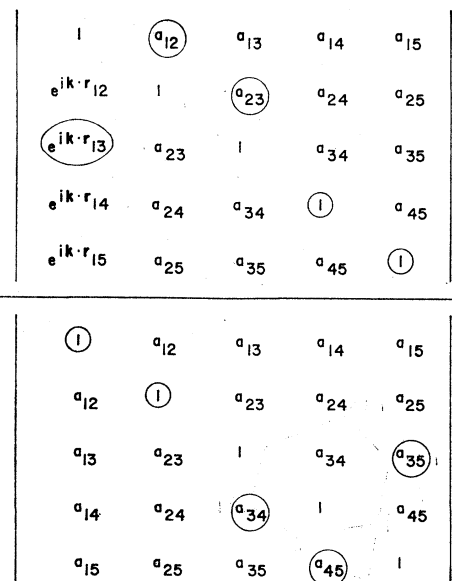 1 a12 a13 a14 a15
e^ik·r12 1 a23 a24 a25
e^ik·r13 a23 1 a34 a35
e^ik·r14 a24 a34 1 a45
e^ik·r15 a25 a35 a45 1
1 a12 a13 a14 a15
a12 1 a23 a24 a25
a13 a23 1 a34 a35
a14 a24 a34 1 a45
a15 a25 a35 a45 1